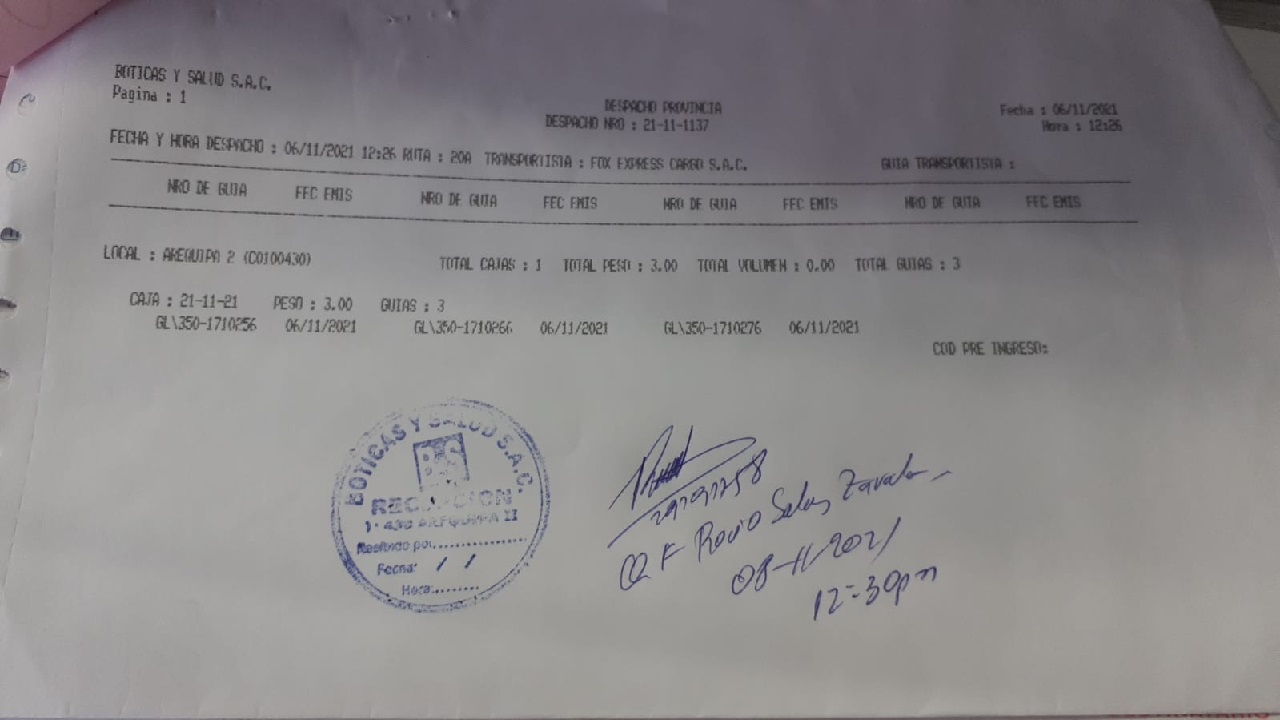 BOTICAS Y SALUD S.A.C.
Pagina : 1
DESPACHO PROVINCIA
DESPACHO NRO : 21-11-1137
Fecha : 06/11/2021
Hora : 12:26
FECHA Y HORA DESPACHO : 06/11/2021 12:26 RUTA : 20A TRANSPORTISTA : FOX EXPRESS CARGO S.A.C. GUIA TRANSPORTISTA :
NRO DE GUIA FEC EMIS NRO DE GUIA FEC EMIS NRO DE GUIA FEC EMIS NRO DE GUIA FEC EMIS
LOCAL : AREQUIPA 2 (C0100430) TOTAL CAJAS : 1 TOTAL PESO : 3.00 TOTAL VOLUMEN : 0.00 TOTAL GUIAS : 3
CAJA : 21-11-21 PESO : 3.00 GUIAS : 3
GL\350-1710256 06/11/2021 GL\350-1710266 06/11/2021 GL\350-1710276 06/11/2021
COD PRE INGRESO:
BOTICAS Y SALUD S.A.C.
RECEPCION
AREQUIPA II
Recibido por:
Fecha: / /
Hora:
QF Rocio Salas
08-11-2021
12:30pm